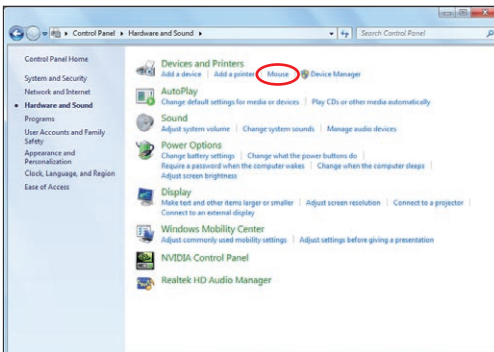 Control Panel Hardware and Sound Search Control Panel
Control Panel Home
System and Security
Network and Internet
Hardware and Sound
Programs
User Accounts and Family
Safety
Appearance and
Personalization
Clock, Language, and Region
Ease of Access
Devices and Printers
Add a device Add a printer Mouse Device Manager
AutoPlay
Change default settings for media or devices Play CDs or other media automatically
Sound
Adjust system volume Change system sounds Manage audio devices
Power Options
Change battery settings Change what the power buttons do
Require a password when the computer wakes Change when the computer sleeps
Adjust screen brightness
Display
Make text and other items larger or smaller Adjust screen resolution Connect to a projector
Connect to an external display
Windows Mobility Center
Adjust commonly used mobility settings Adjust settings before giving a presentation
NVIDIA Control Panel
Realtek HD Audio Manager